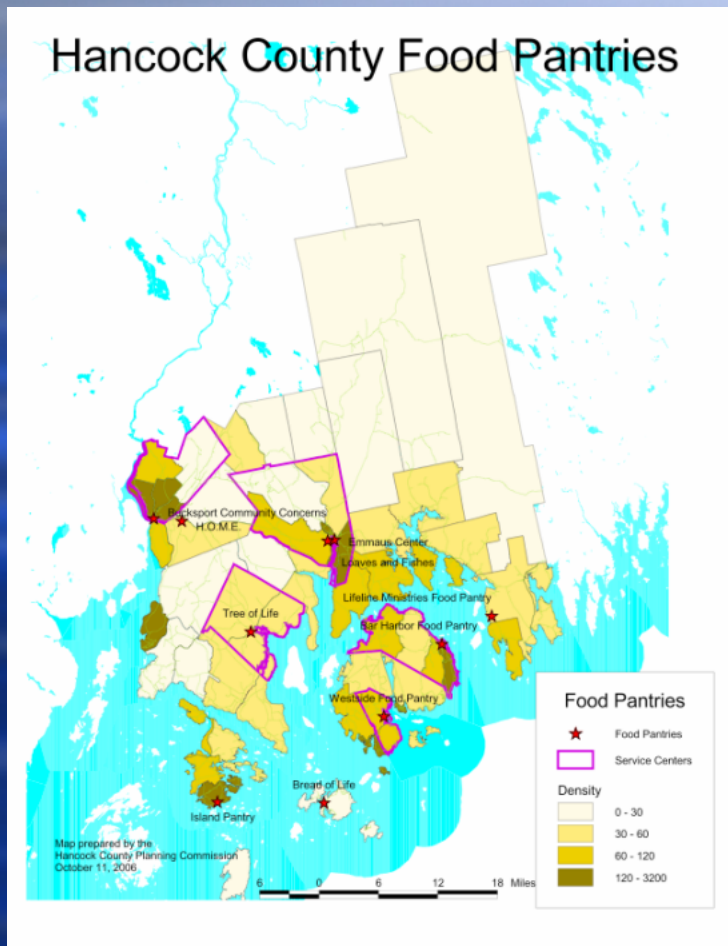 Hancock County Food Pantries
Bucksport Community Concerns
H.O.M.E.
Emmaus Center
Loaves and Fishes
Lifeline Ministries Food Pantry
Tree of Life
Bar Harbor Food Pantry
Westside Food Pantry
Bread of Life
Island Pantry
Food Pantries
Food Pantries
Service Centers
Density
0 - 30
30 - 60
60 - 120
120 - 3200
Map prepared by the
Hancock County Planning Commission
October 11, 2006
6 0 6 12 18 Miles